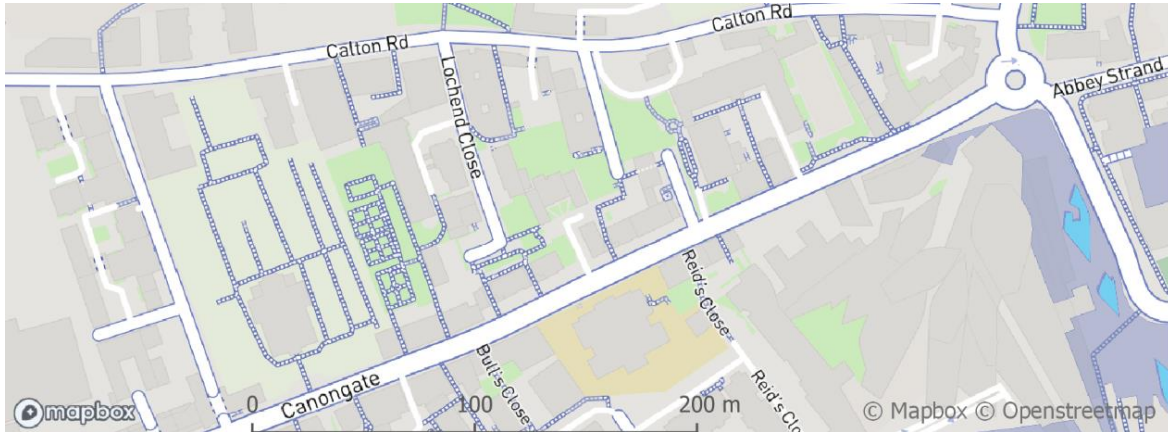 Calton Rd
Calton Rd
Abbey Strand
Lochend Close
Reid's Close
Reid's Clo
Bull's Close
Canongate
0 100 200 m
mapbox
© Mapbox © Openstreetmap